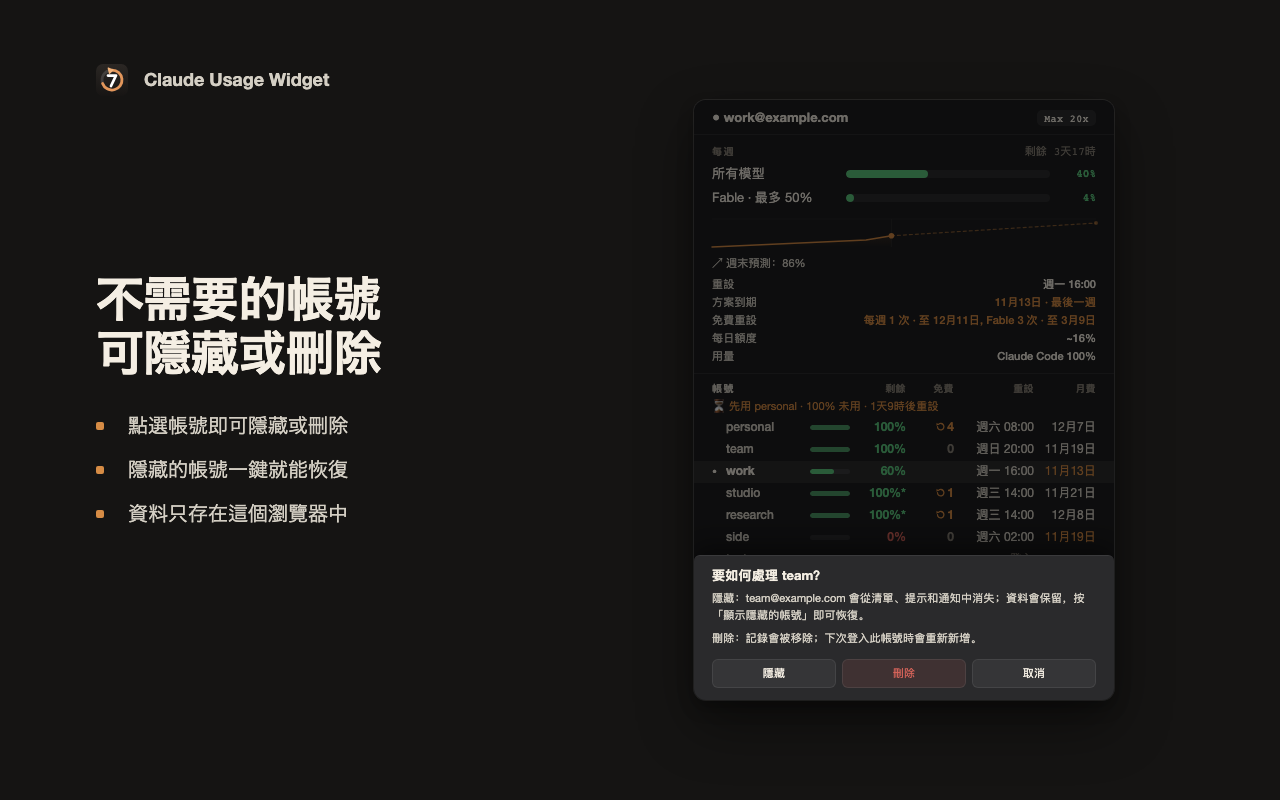 7
Claude Usage Widget
不需要的帳號
可隱藏或刪除
點選帳號即可隱藏或刪除
隱藏的帳號一鍵就能恢復
資料只存在這個瀏覽器中
work@example.com Max 20x
每週 剩餘 3天17時
所有模型 40%
Fable · 最多 50% 4%
↗ 週末預測：86%
重設 週一 16:00
方案到期 11月13日 · 最後一週
免費重設 每週 1 次 · 至 12月11日, Fable 3 次 · 至 3月9日
每日額度 ~16%
用量 Claude Code 100%
帳號 剩餘 免費 重設 月費
⏳ 先用 personal · 100% 未用 · 1天9時後重設
personal 100% 4 週六 08:00 12月7日
team 100% 0 週日 20:00 11月19日
work 60% 週一 16:00 11月13日
studio 100%* 1 週三 14:00 11月21日
research 100%* 1 週三 14:00 12月8日
side 0% 0 週六 02:00 11月19日
要如何處理 team?
隱藏：team@example.com 會從清單、提示和通知中消失；資料會保留，按
「顯示隱藏的帳號」即可恢復。
刪除：記錄會被移除；下次登入此帳號時會重新新增。
隱藏 刪除 取消